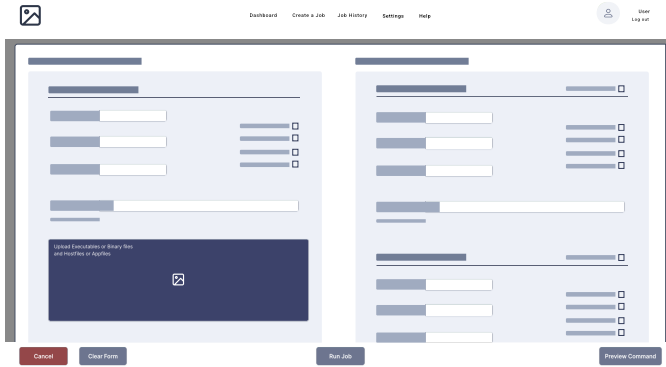 Dashboard Create a Job Job History Settings Help
User
Log out
Upload Executables or Binary files
and Hostfiles or Appfiles
Cancel Clear Form Run Job Preview Command